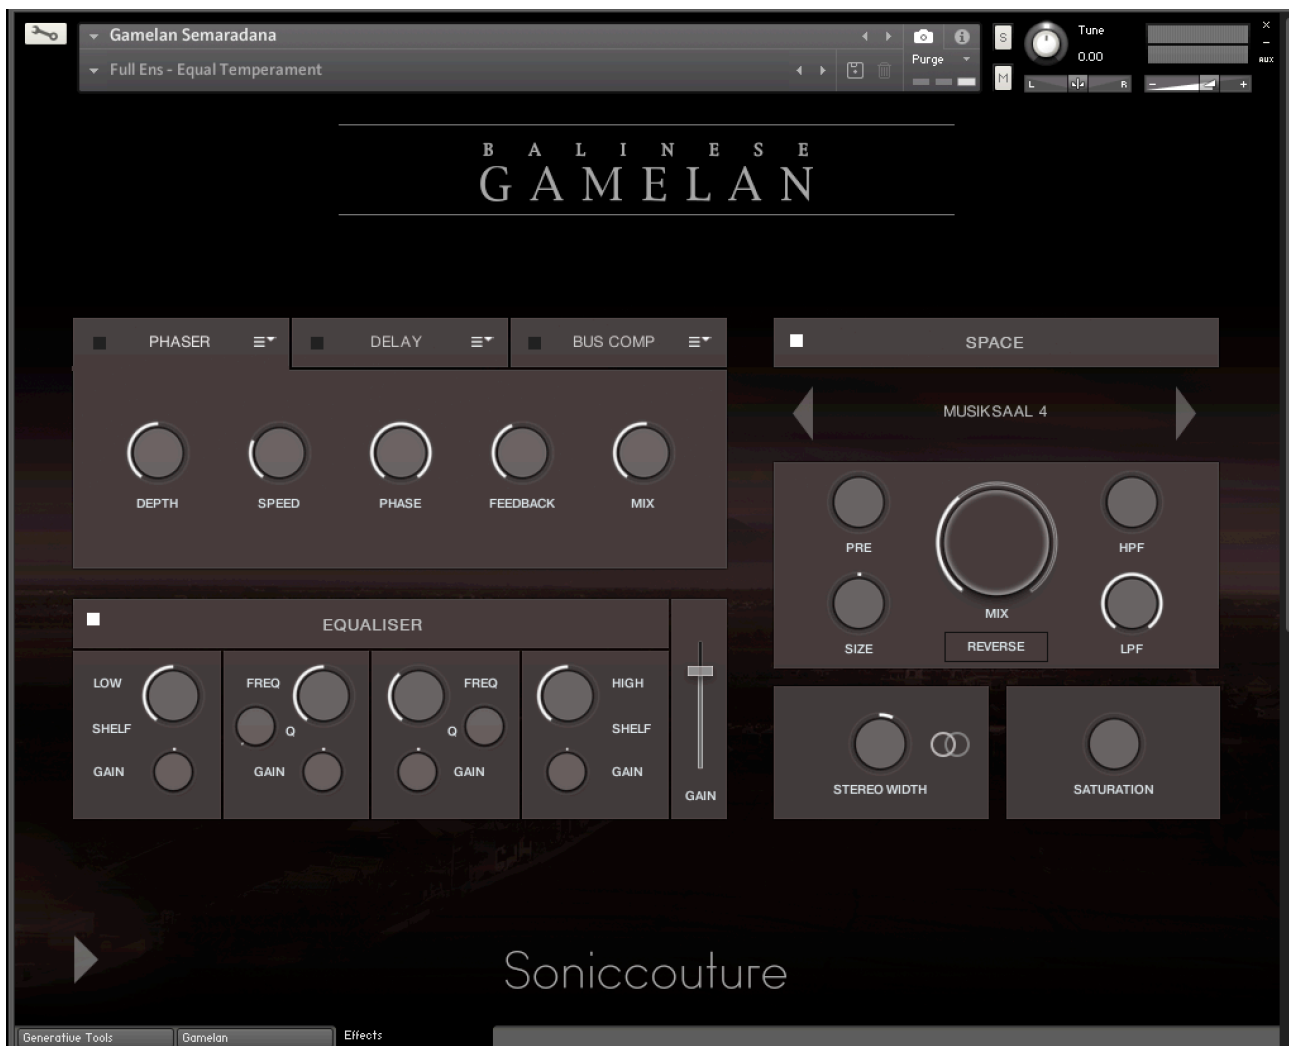 Gamelan Semaradana
Full Ens - Equal Temperament
Purge
S
M
Tune
0.00
L R
- +
x
-
AUX
BALINESE
GAMELAN
PHASER
DELAY
BUS COMP
DEPTH
SPEED
PHASE
FEEDBACK
MIX
SPACE
MUSIKSAAL 4
PRE
HPF
MIX
SIZE
REVERSE
LPF
EQUALISER
LOW
SHELF
GAIN
FREQ
Q
GAIN
FREQ
Q
GAIN
HIGH
SHELF
GAIN
GAIN
STEREO WIDTH
SATURATION
Soniccouture
Generative Tools
Gamelan
Effects